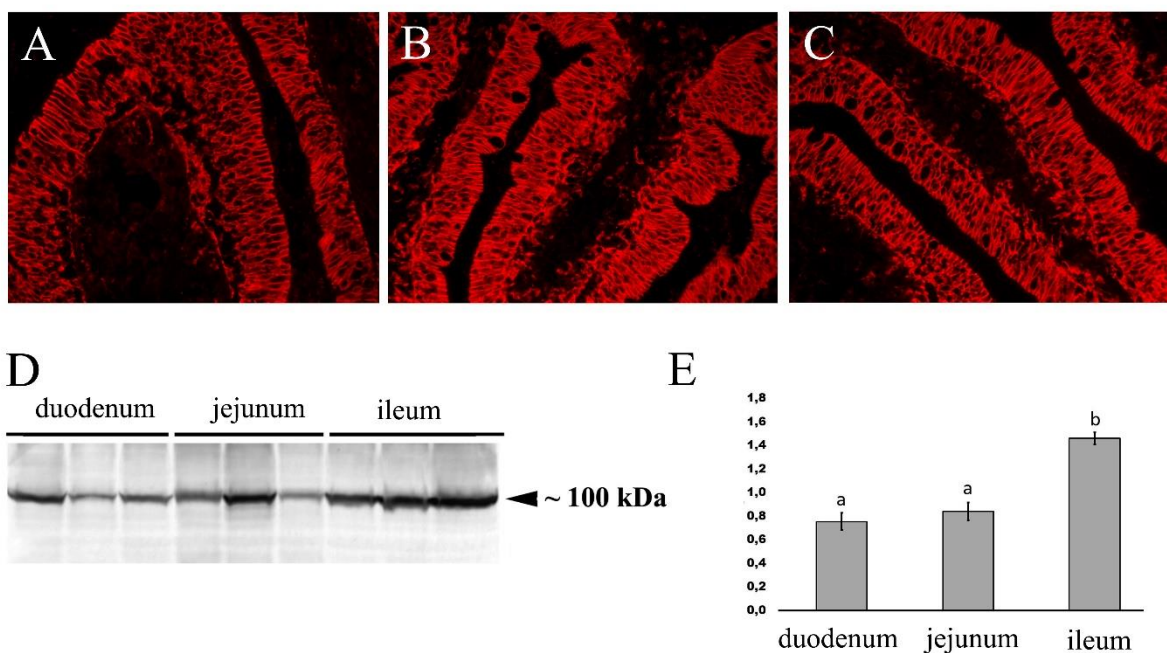 A
B
C
D
duodenum jejunum ileum
~ 100 kDa
E
1,8
1,6
1,4
1,2
1,0
0,8
0,6
0,4
0,2
0,0
a
a
b
duodenum jejunum ileum